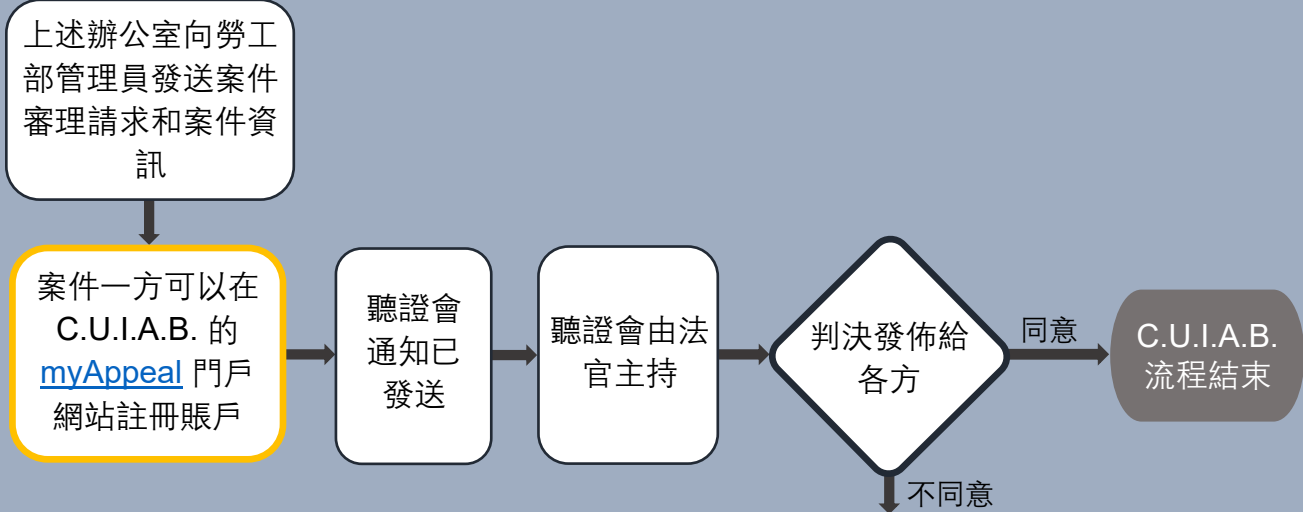 上述辦公室向勞工
部管理員發送案件
審理請求和案件資
訊
案件一方可以在
C.U.I.A.B. 的
myAppeal 門戶
網站註冊賬戶
聽證會
通知已
發送
聽證會由法
官主持
判決發佈給
各方
同意
C.U.I.A.B.
流程結束
不同意